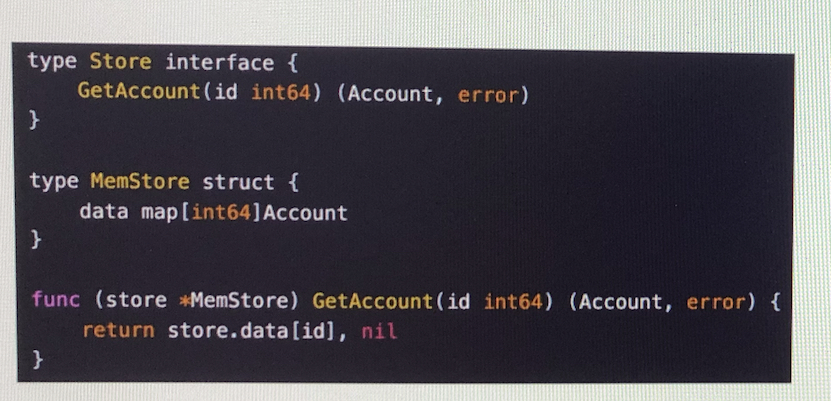 type Store interface {
    GetAccount(id int64) (Account, error)
}

type MemStore struct {
    data map[int64]Account
}

func (store *MemStore) GetAccount(id int64) (Account, error) {
    return store.data[id], nil
}